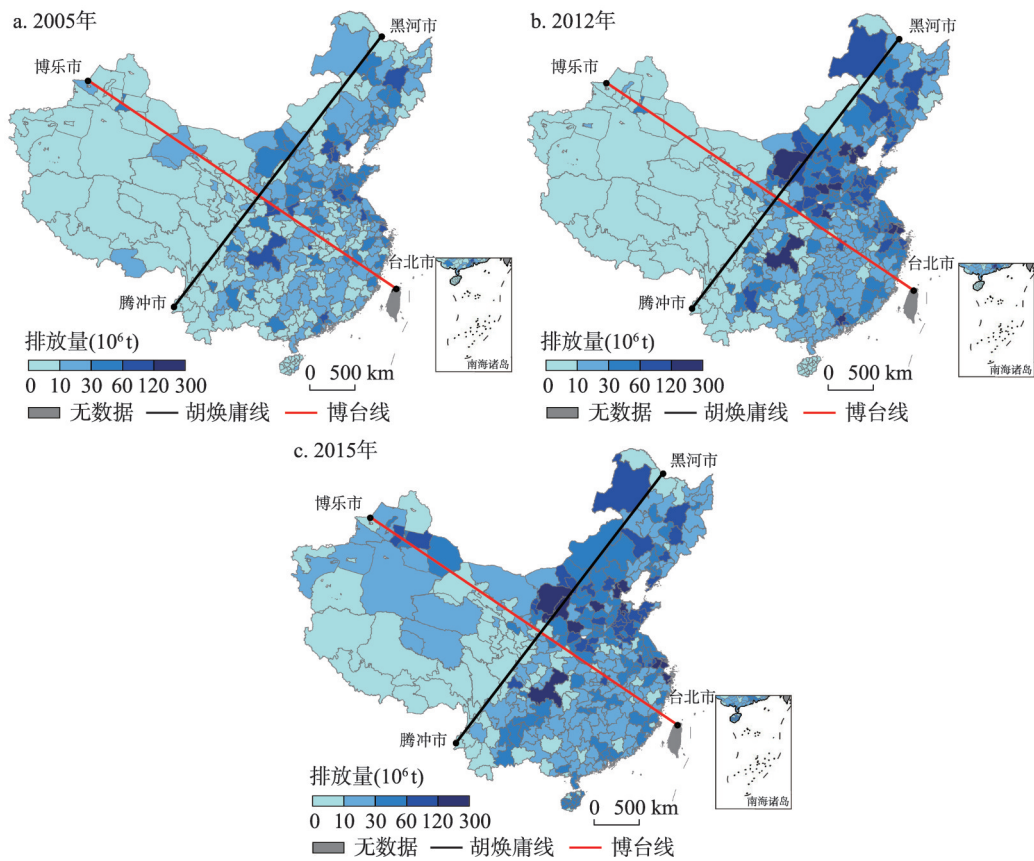 a. 2005年
黑河市
博乐市
台北市
腾冲市
排放量(10⁶ t)
0 10 30 60 120 300
0 500 km
南海诸岛
无数据 胡焕庸线 博台线
b. 2012年
黑河市
博乐市
台北市
腾冲市
排放量(10⁶ t)
0 10 30 60 120 300
0 500 km
南海诸岛
无数据 胡焕庸线 博台线
c. 2015年
黑河市
博乐市
台北市
腾冲市
排放量(10⁶ t)
0 10 30 60 120 300
0 500 km
南海诸岛
无数据 胡焕庸线 博台线